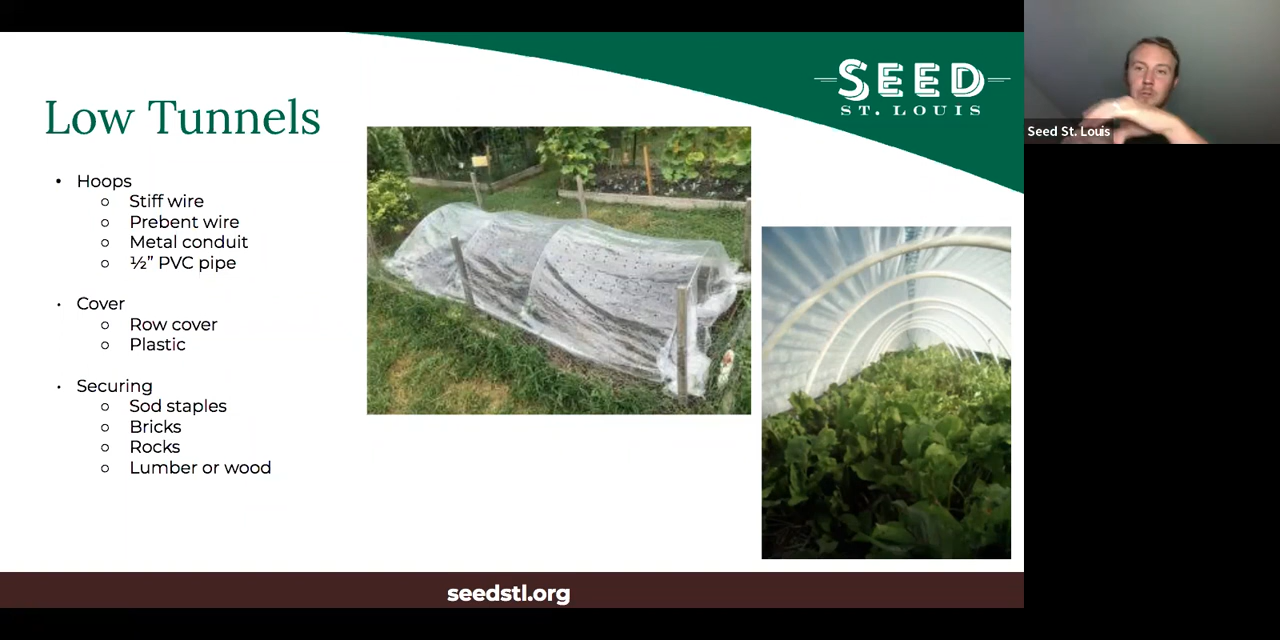 SEED
ST. LOUIS
Low Tunnels
• Hoops
○ Stiff wire
○ Prebent wire
○ Metal conduit
○ ½” PVC pipe
• Cover
○ Row cover
○ Plastic
• Securing
○ Sod staples
○ Bricks
○ Rocks
○ Lumber or wood
seedstl.org
Seed St. Louis